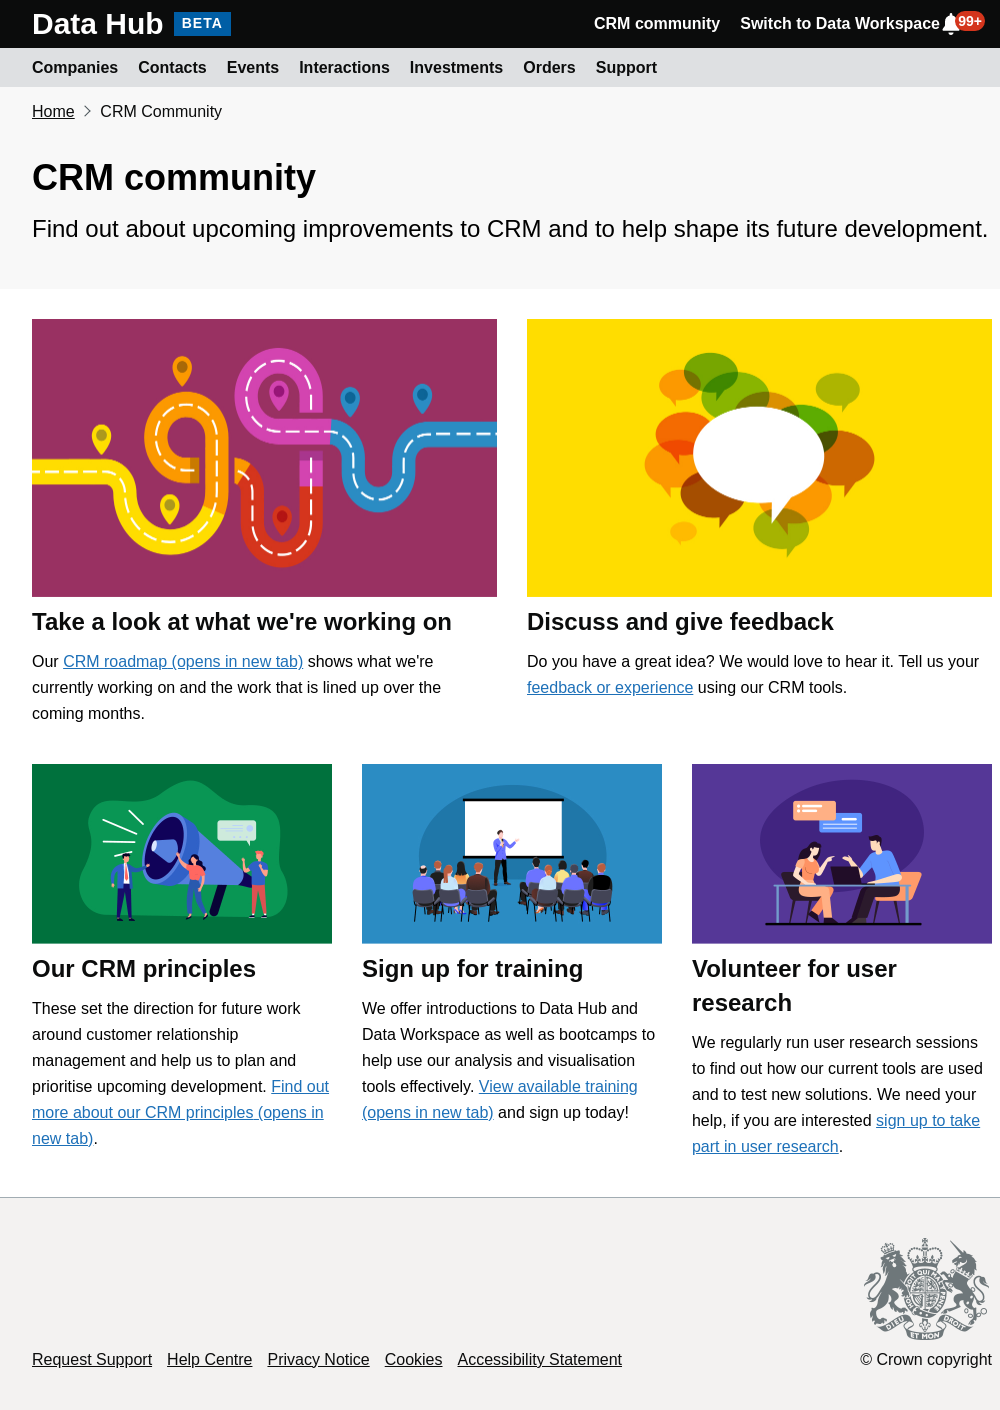 Data Hub BETA CRM community Switch to Data Workspace 99+
Companies Contacts Events Interactions Investments Orders Support
Home CRM Community
CRM community
Find out about upcoming improvements to CRM and to help shape its future development.
Take a look at what we're working on
Our CRM roadmap (opens in new tab) shows what we're
currently working on and the work that is lined up over the
coming months.
Discuss and give feedback
Do you have a great idea? We would love to hear it. Tell us your
feedback or experience using our CRM tools.
Our CRM principles
These set the direction for future work
around customer relationship
management and help us to plan and
prioritise upcoming development. Find out
more about our CRM principles (opens in
new tab).
Sign up for training
We offer introductions to Data Hub and
Data Workspace as well as bootcamps to
help use our analysis and visualisation
tools effectively. View available training
(opens in new tab) and sign up today!
Volunteer for user
research
We regularly run user research sessions
to find out how our current tools are used
and to test new solutions. We need your
help, if you are interested sign up to take
part in user research.
DIEU ET MON DROIT
Request Support Help Centre Privacy Notice Cookies Accessibility Statement
© Crown copyright